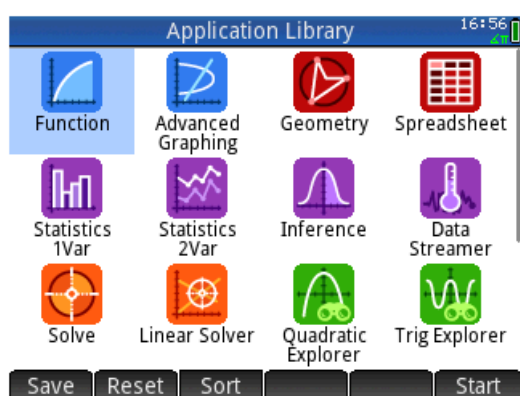 Application Library
16:56
∡π
Function
Advanced
Graphing
Geometry
Spreadsheet
Statistics
1Var
Statistics
2Var
Inference
Data
Streamer
Solve
Linear Solver
Quadratic
Explorer
Trig Explorer
Save
Reset
Sort
Start